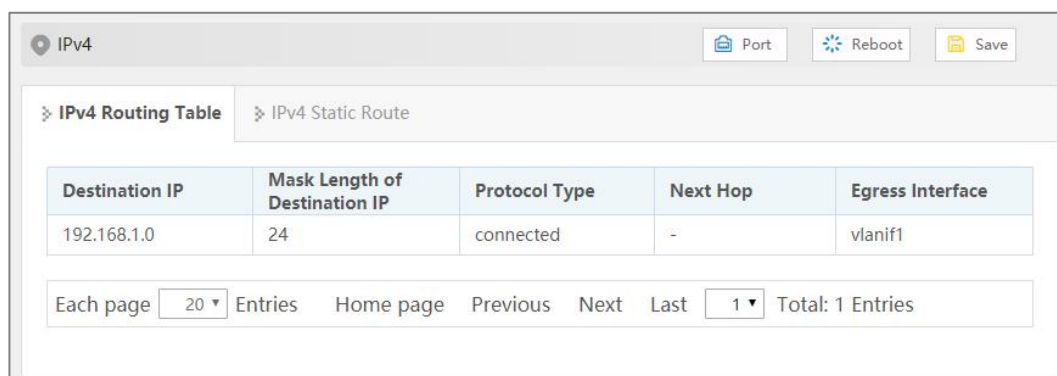 IPv4 Port Reboot Save
IPv4 Routing Table IPv4 Static Route
Destination IP Mask Length of Destination IP Protocol Type Next Hop Egress Interface
192.168.1.0 24 connected - vlanif1
Each page 20 Entries Home page Previous Next Last 1 Total: 1 Entries